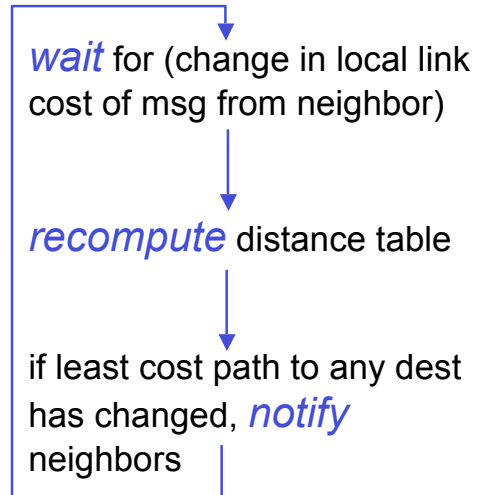 wait for (change in local link
cost of msg from neighbor)
recompute distance table
if least cost path to any dest
has changed, notify
neighbors